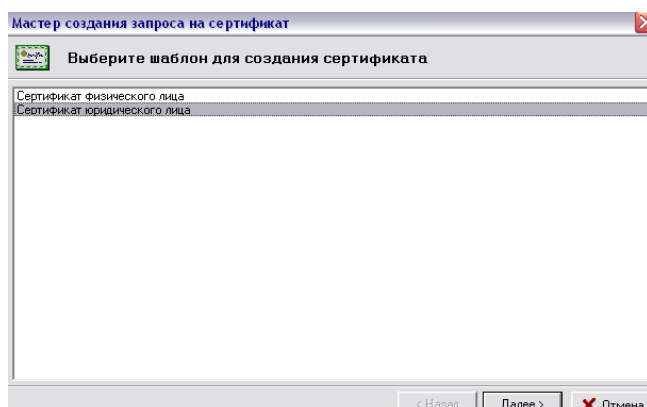 Мастер создания запроса на сертификат
Выберите шаблон для создания сертификата
Сертификат физического лица
Сертификат юридического лица
< Назад Далее > Отмена